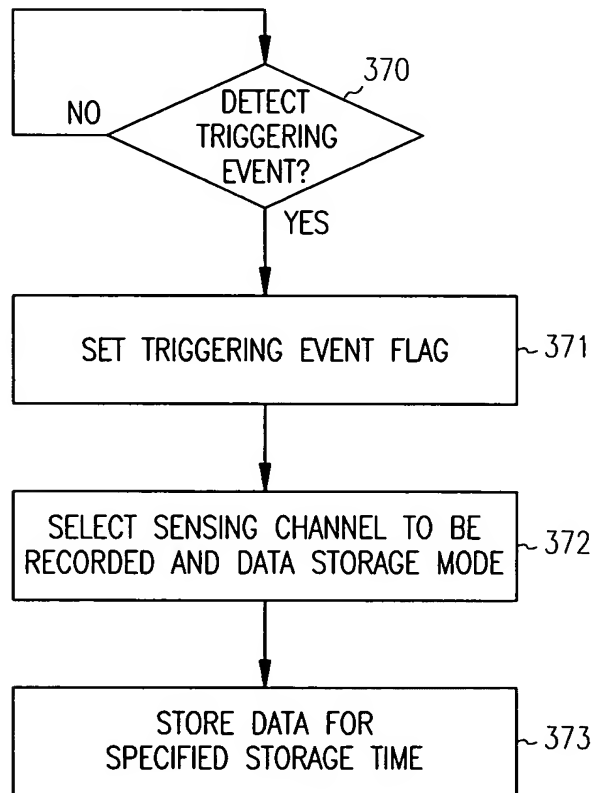 370
DETECT
TRIGGERING
EVENT?
NO
YES
SET TRIGGERING EVENT FLAG
371
SELECT SENSING CHANNEL TO BE
RECORDED AND DATA STORAGE MODE
372
STORE DATA FOR
SPECIFIED STORAGE TIME
373